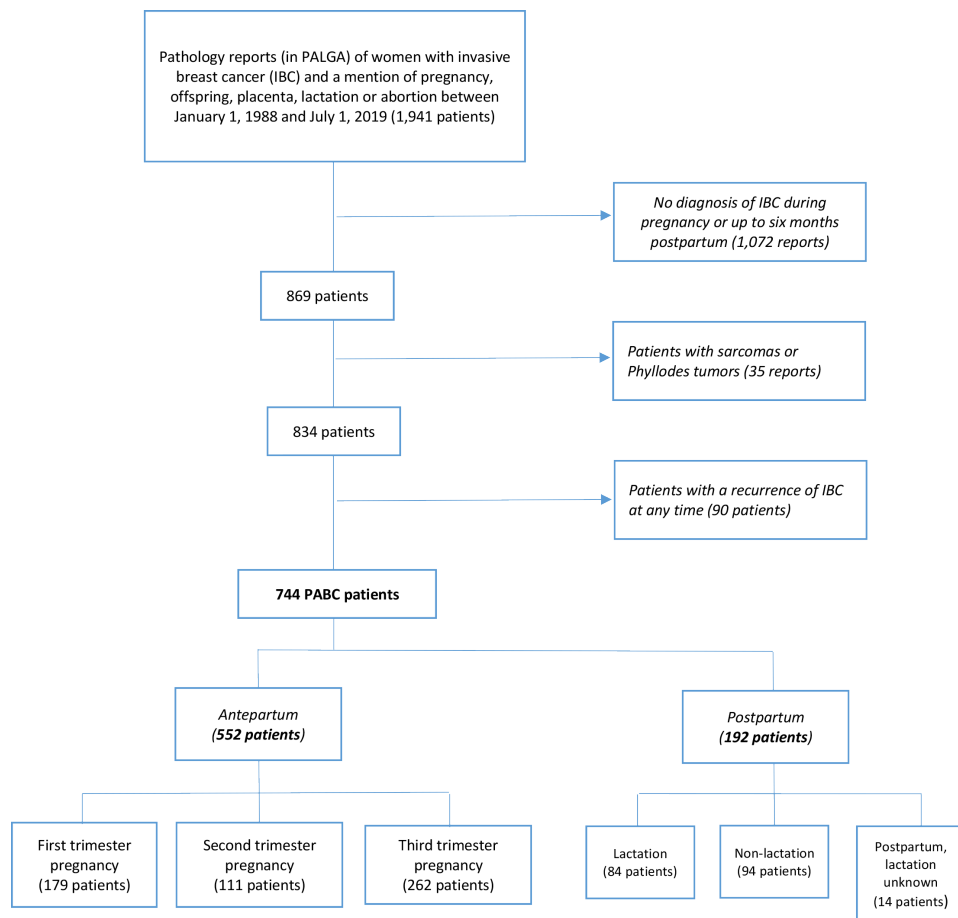 Pathology reports (in PALGA) of women with invasive
breast cancer (IBC) and a mention of pregnancy,
offspring, placenta, lactation or abortion between
January 1, 1988 and July 1, 2019 (1,941 patients)
No diagnosis of IBC during
pregnancy or up to six months
postpartum (1,072 reports)
869 patients
Patients with sarcomas or
Phyllodes tumors (35 reports)
834 patients
Patients with a recurrence of IBC
at any time (90 patients)
744 PABC patients
Antepartum
(552 patients)
Postpartum
(192 patients)
First trimester
pregnancy
(179 patients)
Second trimester
pregnancy
(111 patients)
Third trimester
pregnancy
(262 patients)
Lactation
(84 patients)
Non-lactation
(94 patients)
Postpartum,
lactation
unknown
(14 patients)